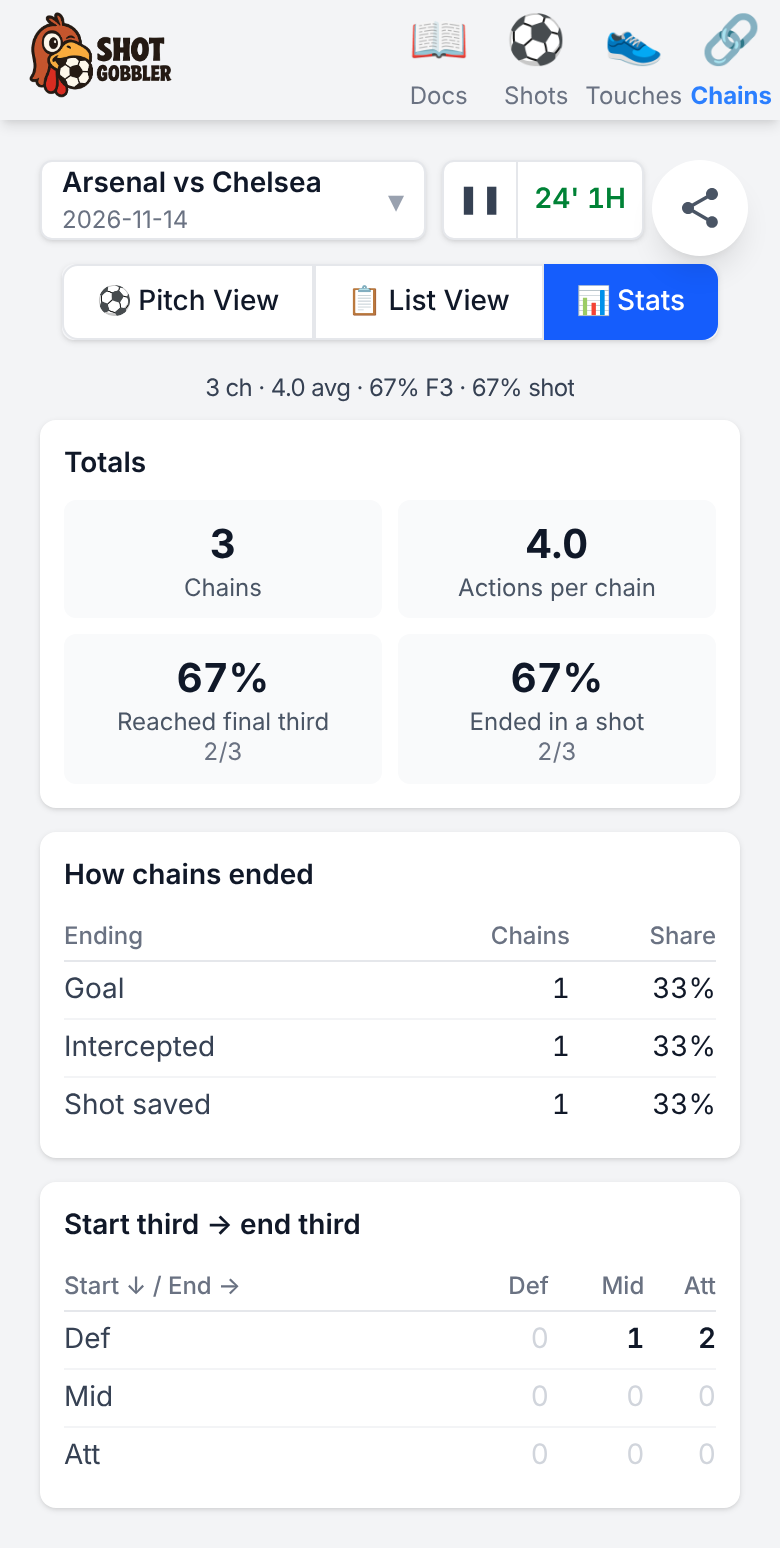 SHOT
GOBBLER
Docs
Shots
Touches
Chains
Arsenal vs Chelsea
2026-11-14
▼
24' 1H
Pitch View
List View
Stats
3 ch · 4.0 avg · 67% F3 · 67% shot
Totals
3
Chains
4.0
Actions per chain
67%
Reached final third
2/3
67%
Ended in a shot
2/3
How chains ended
Ending Chains Share
Goal 1 33%
Intercepted 1 33%
Shot saved 1 33%
Start third → end third
Start ↓ / End → Def Mid Att
Def 0 1 2
Mid 0 0 0
Att 0 0 0